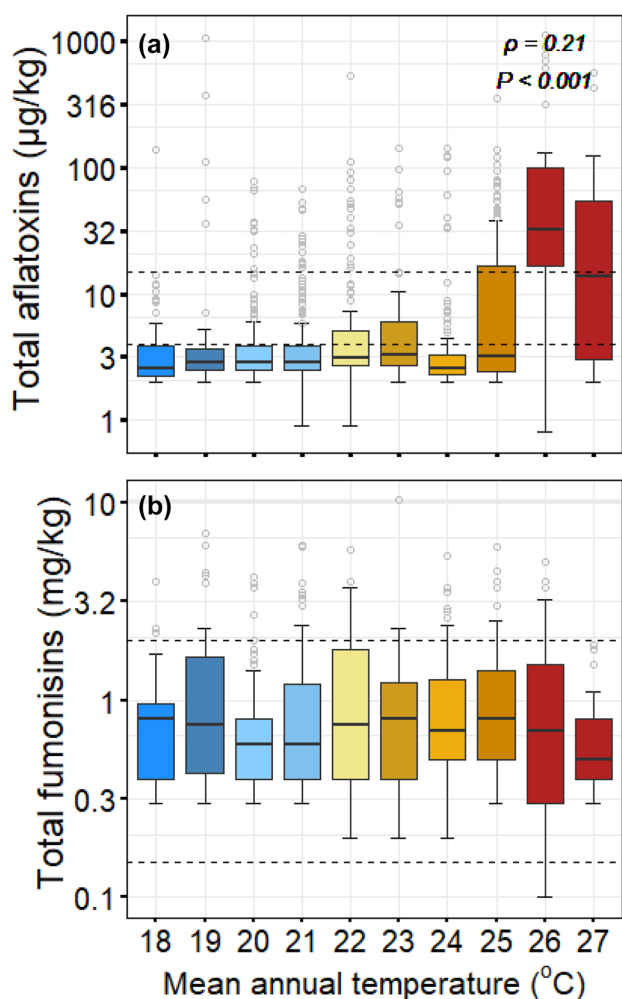 (a)
ρ = 0.21
P < 0.001
Total aflatoxins (µg/kg)
1000
316
100
32
10
3
1
(b)
Total fumonisins (mg/kg)
10
3.2
1
0.3
0.1
18 19 20 21 22 23 24 25 26 27
Mean annual temperature (°C)